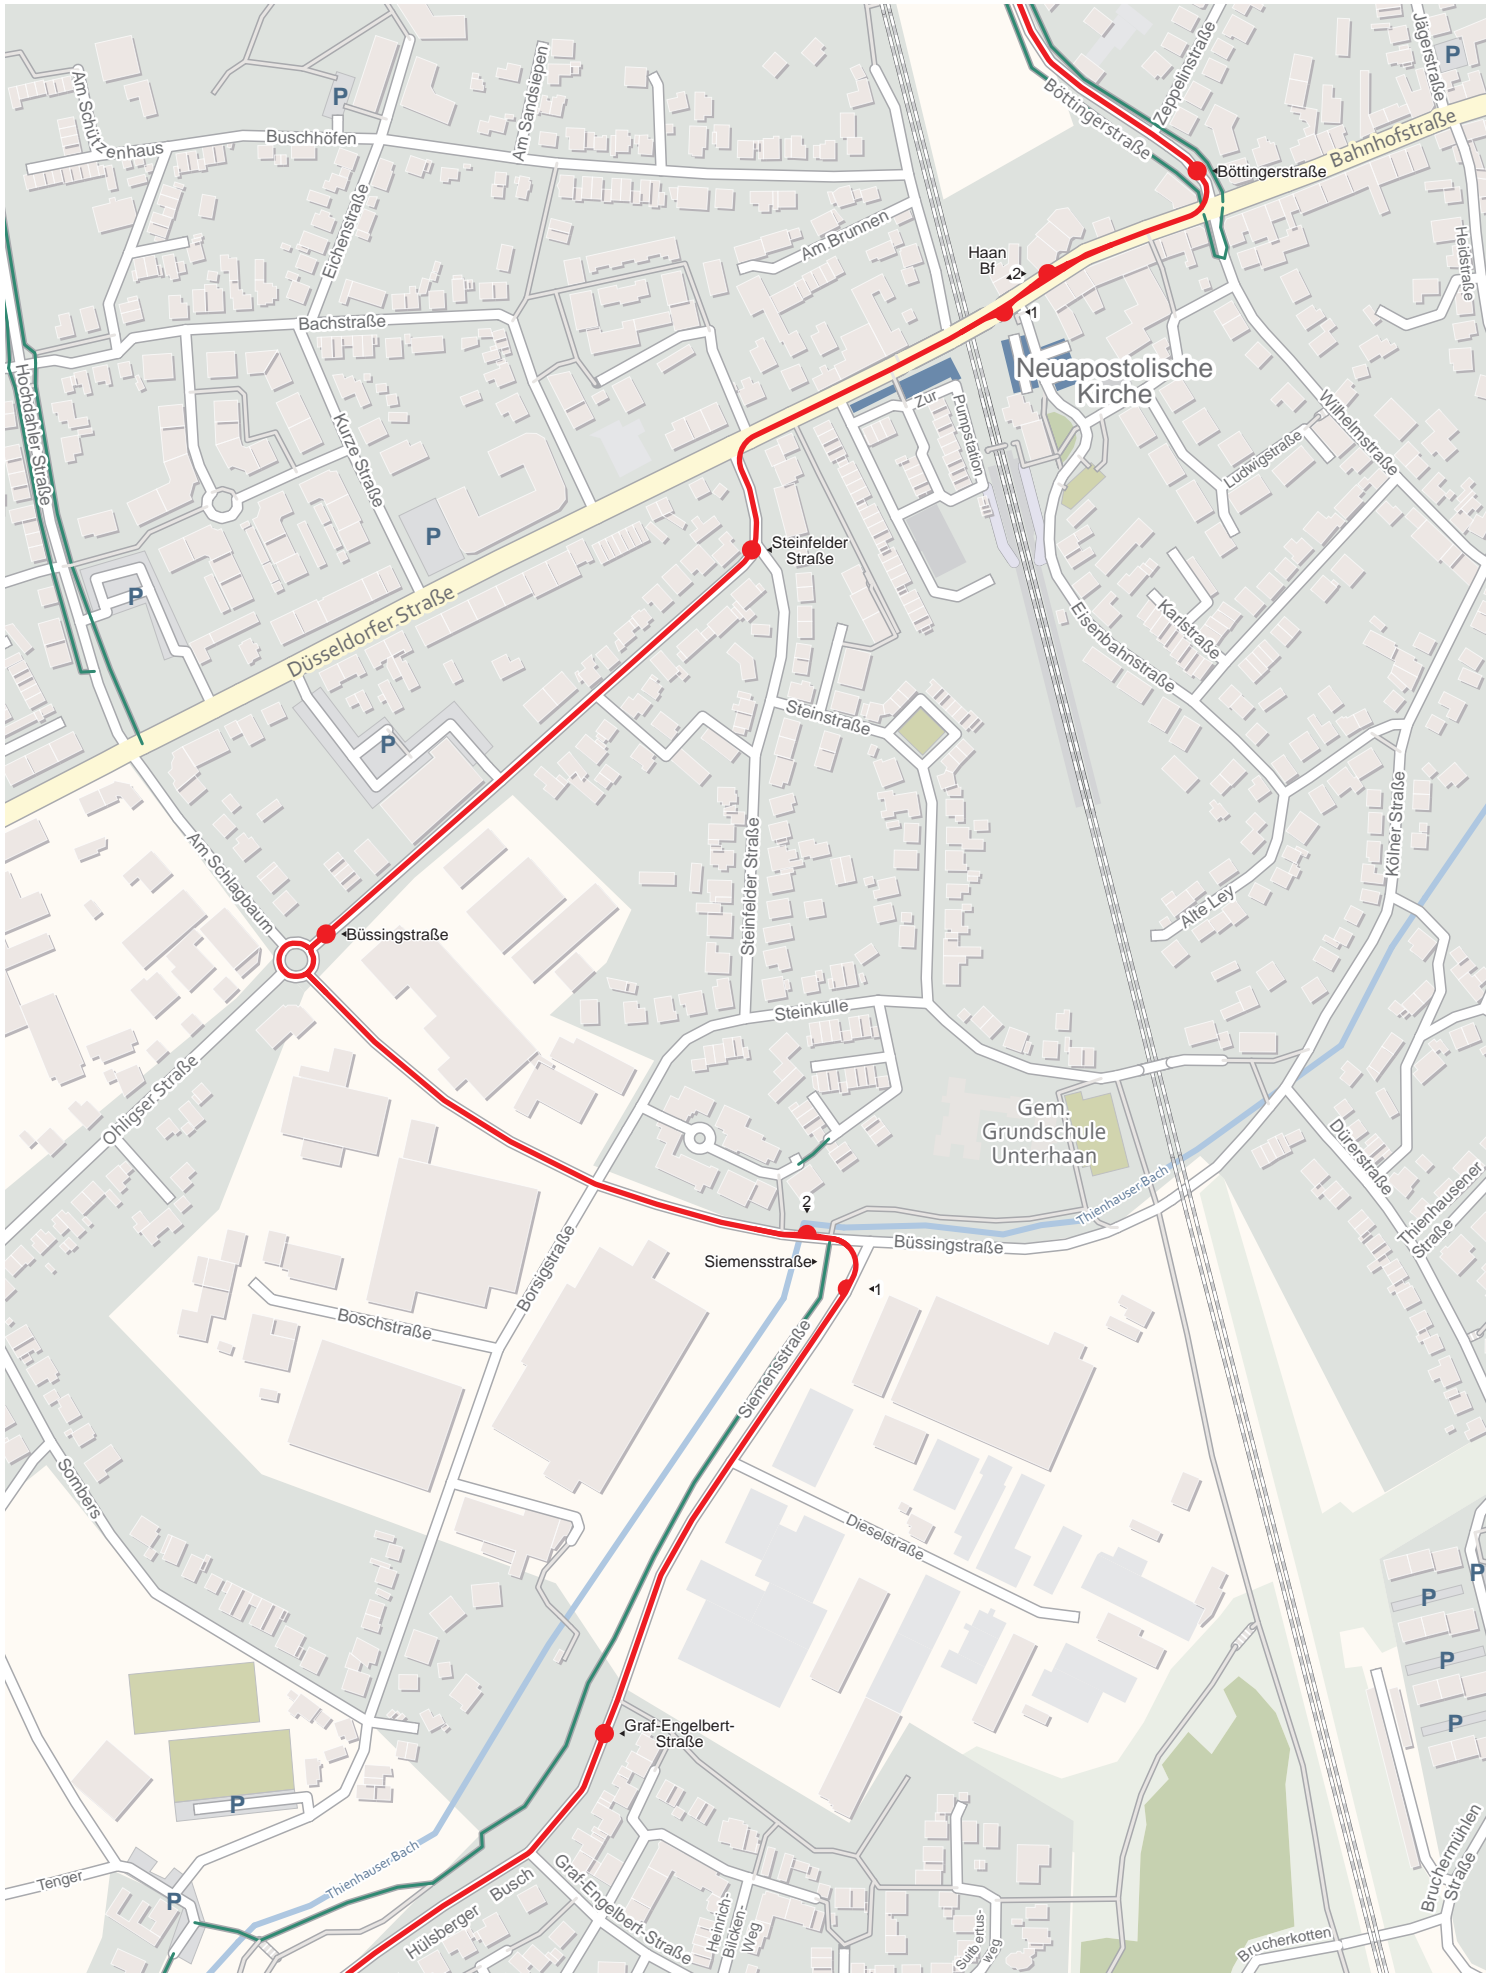 Jägerstraße
P
Zeppelinstraße
Böttingerstraße
Am Schützenhaus
P
Buschhöfen
Am Sandsiepen
Bahnhofstraße
Böttingerstraße
Eichenstraße
Am Brunnen
Haan
Bf
2
1
Heidstraße
Bachstraße
Hochdahler Straße
Kurze Straße
Neuapostolische
Kirche
Zur
Pumpstation
Wilhelmstraße
Ludwigstraße
P
Steinfelder
Straße
P
Düsseldorfer Straße
Karlstraße
Eisenbahnstraße
Steinstraße
P
Am Schlagbaum
Steinfelder Straße
Kölner Straße
Alte Ley
Büssingstraße
Steinkulle
Ohligser Straße
Gem.
Grundschule
Unterhaan
Dürerstraße
Thienhausener
Straße
Thienhauser Bach
2
Büssingstraße
Siemensstraße
1
Borsigstraße
Boschstraße
Siemensstraße
Sombers
Dieselstraße
P
P
P
P
Graf-Engelbert-
Straße
P
Tenger
P
Thienhauser Bach
Hülsberger Busch
Graf-Engelbert-Straße
Heinrich-
Bilcken-
Weg
Suitbertus-
weg
Brucherkotten
Bruchermühlen
Straße